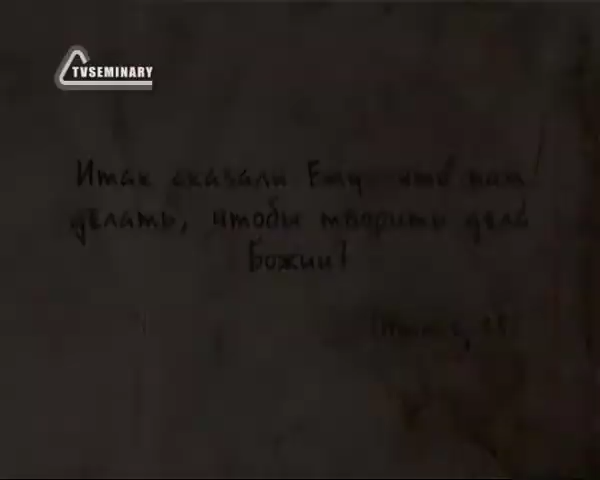 TVSEMINARY
Итак сказали Ему: что нам
делать, чтобы творить дела
Божии?